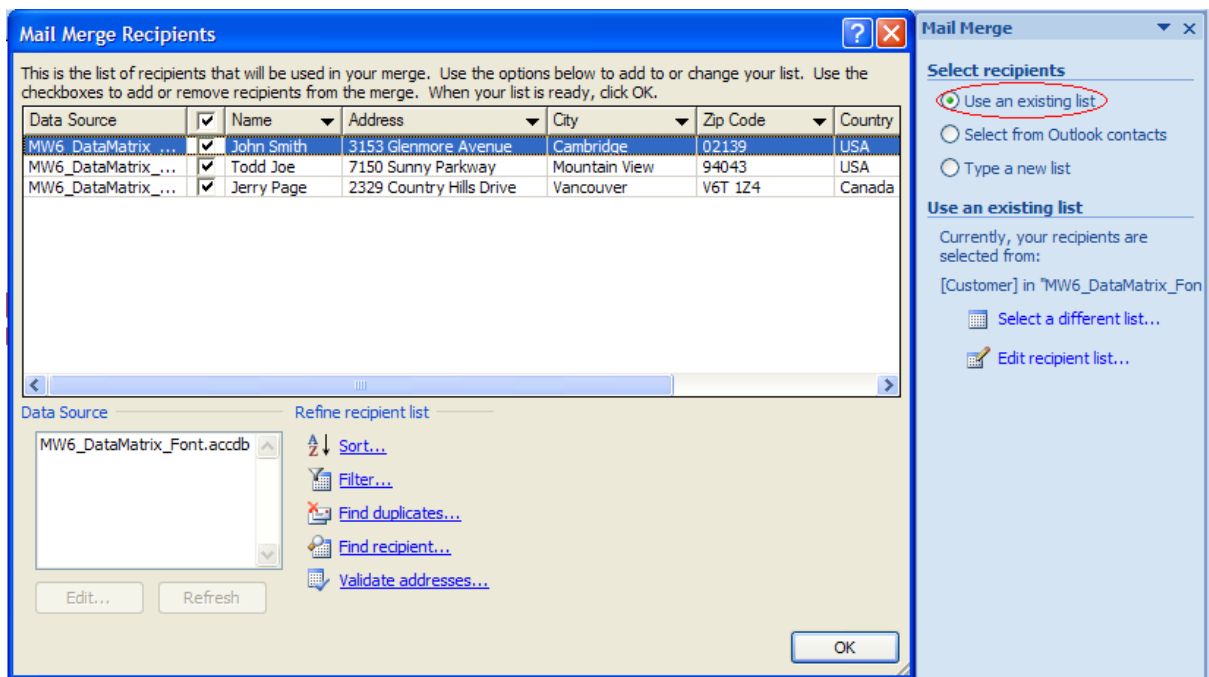 Mail Merge Recipients
This is the list of recipients that will be used in your merge. Use the options below to add to or change your list. Use the
checkboxes to add or remove recipients from the merge. When your list is ready, click OK.
Data Source Name Address City Zip Code Country
MW6_DataMatrix_... John Smith 3153 Glenmore Avenue Cambridge 02139 USA
MW6_DataMatrix_... Todd Joe 7150 Sunny Parkway Mountain View 94043 USA
MW6_DataMatrix_... Jerry Page 2329 Country Hills Drive Vancouver V6T 1Z4 Canada
Data Source
MW6_DataMatrix_Font.accdb
Edit...
Refresh
Refine recipient list
Sort...
Filter...
Find duplicates...
Find recipient...
Validate addresses...
OK
Mail Merge
Select recipients
Use an existing list
Select from Outlook contacts
Type a new list
Use an existing list
Currently, your recipients are
selected from:
[Customer] in "MW6_DataMatrix_Fon
Select a different list...
Edit recipient list...